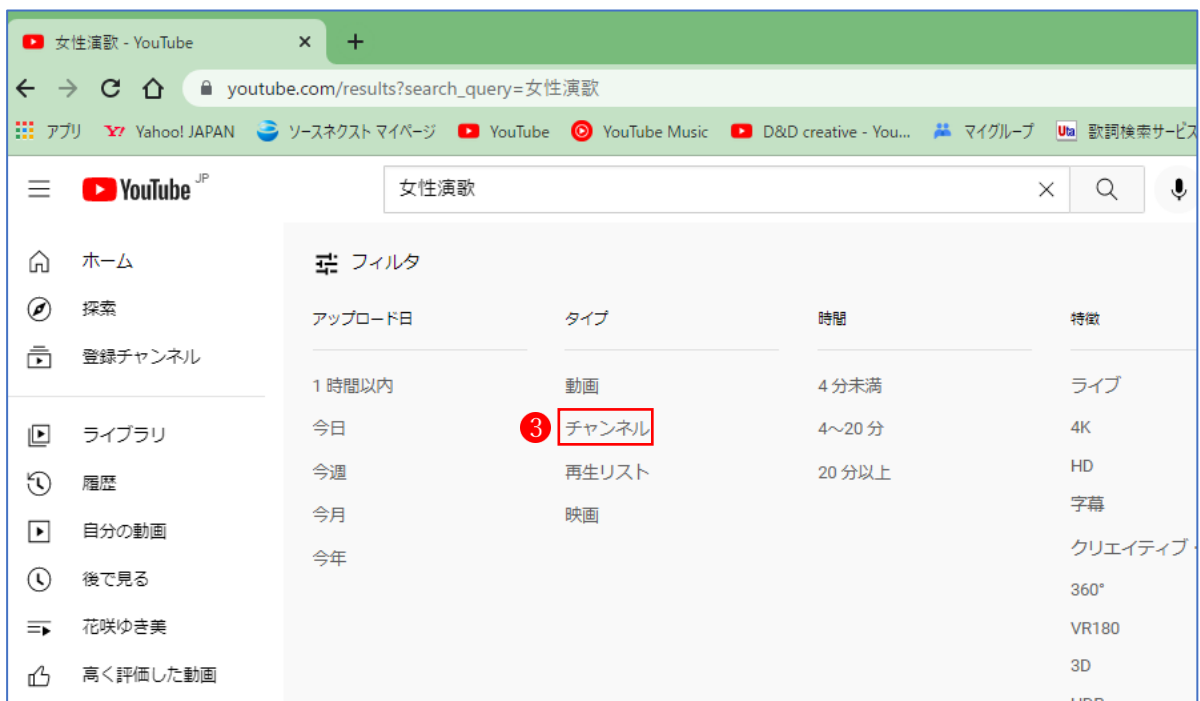 女性演歌 - YouTube
youtube.com/results?search_query=女性演歌
アプリ Yahoo! JAPAN ソースネクスト マイページ YouTube YouTube Music D&D creative - You... マイグループ Uta 歌詞検索サービス
YouTube JP
女性演歌
ホーム
探索
登録チャンネル
ライブラリ
履歴
自分の動画
後で見る
花咲ゆき美
高く評価した動画
フィルタ
アップロード日
1 時間以内
今日
今週
今月
今年
タイプ
動画
3 チャンネル
再生リスト
映画
時間
4 分未満
4～20 分
20 分以上
特徴
ライブ
4K
HD
字幕
クリエイティブ・
360°
VR180
3D